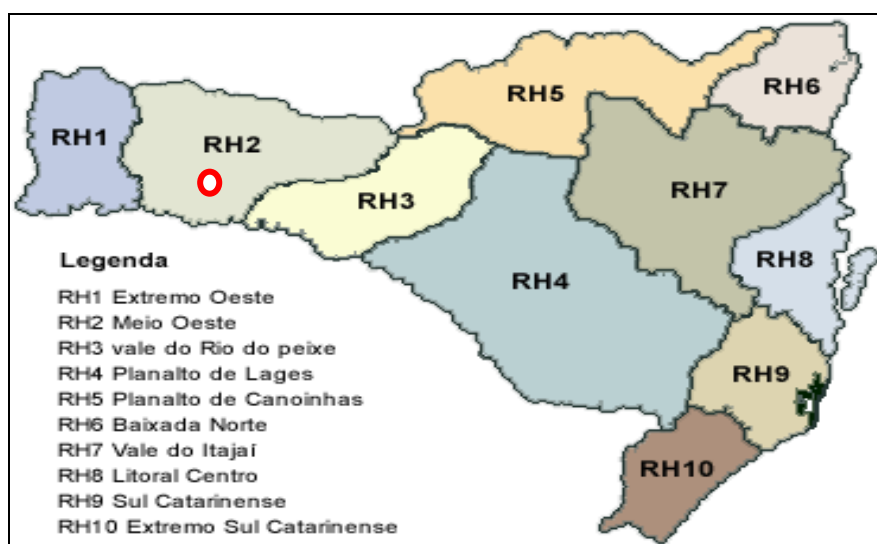 RH1
RH2
RH3
RH4
RH5
RH6
RH7
RH8
RH9
RH10
Legenda
RH1 Extremo Oeste
RH2 Meio Oeste
RH3 vale do Rio do peixe
RH4 Planalto de Lages
RH5 Planalto de Canoinhas
RH6 Baixada Norte
RH7 Vale do Itajaí
RH8 Litoral Centro
RH9 Sul Catarinense
RH10 Extremo Sul Catarinense